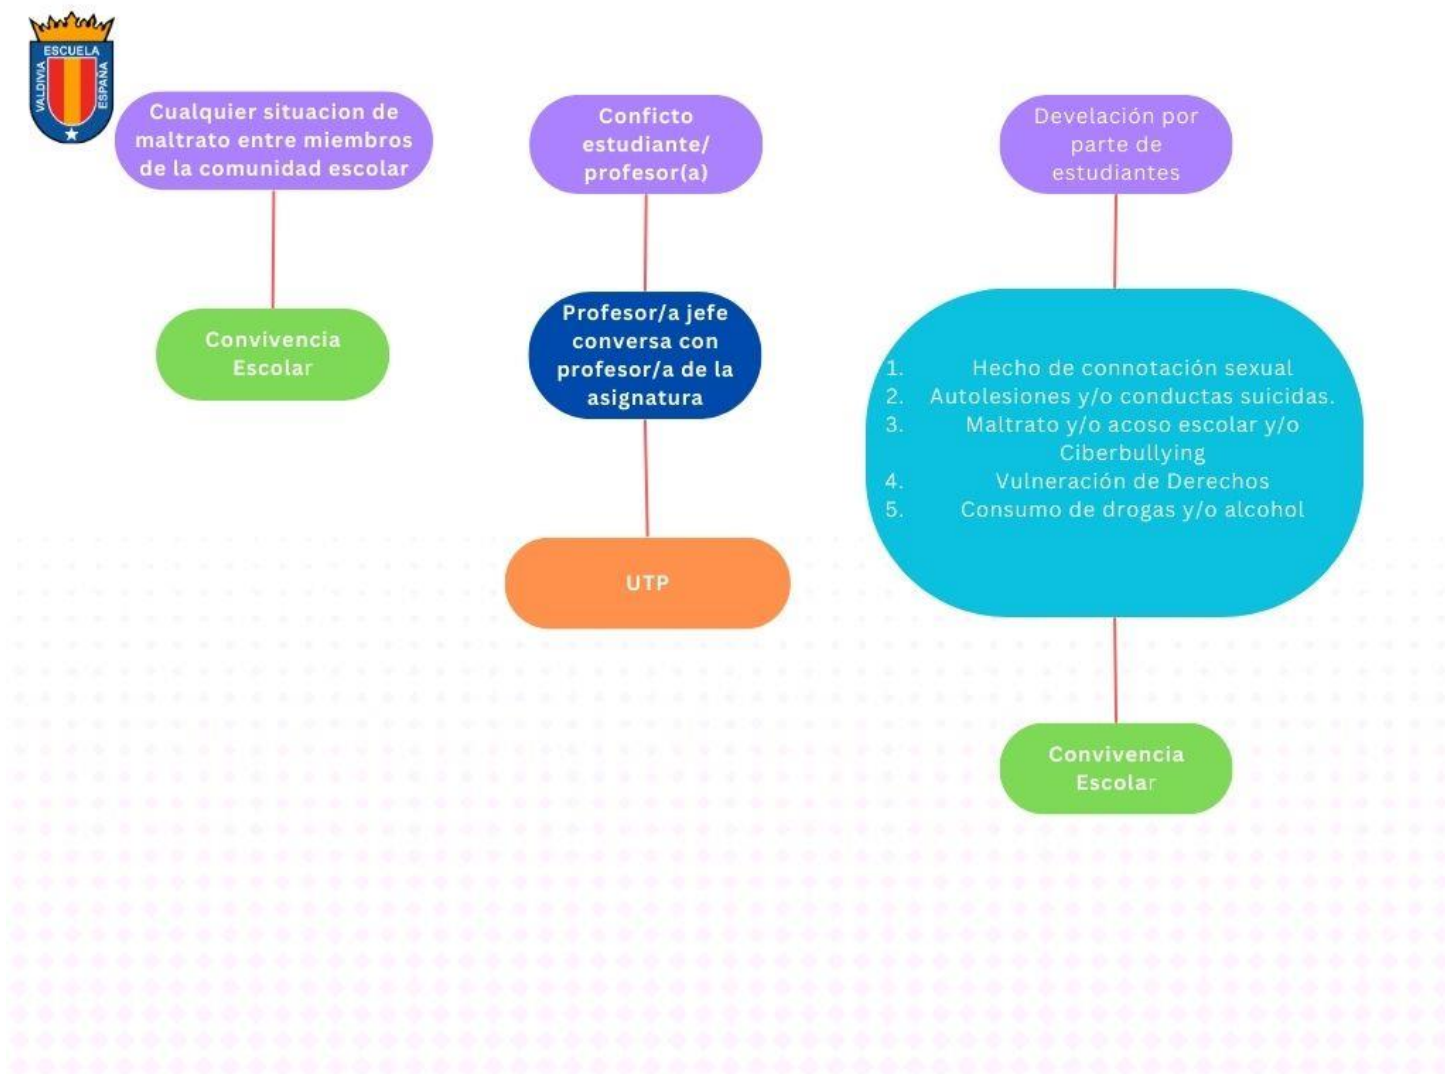 ESCUELA
VALDIVIA
ESPAÑA
Cualquier situacion de
maltrato entre miembros
de la comunidad escolar
Convivencia
Escolar
Conficto
estudiante/
profesor(a)
Profesor/a jefe
conversa con
profesor/a de la
asignatura
UTP
Develación por
parte de
estudiantes
1. Hecho de connotación sexual
2. Autolesiones y/o conductas suicidas.
3. Maltrato y/o acoso escolar y/o
Ciberbullying
4. Vulneración de Derechos
5. Consumo de drogas y/o alcohol
Convivencia
Escolar